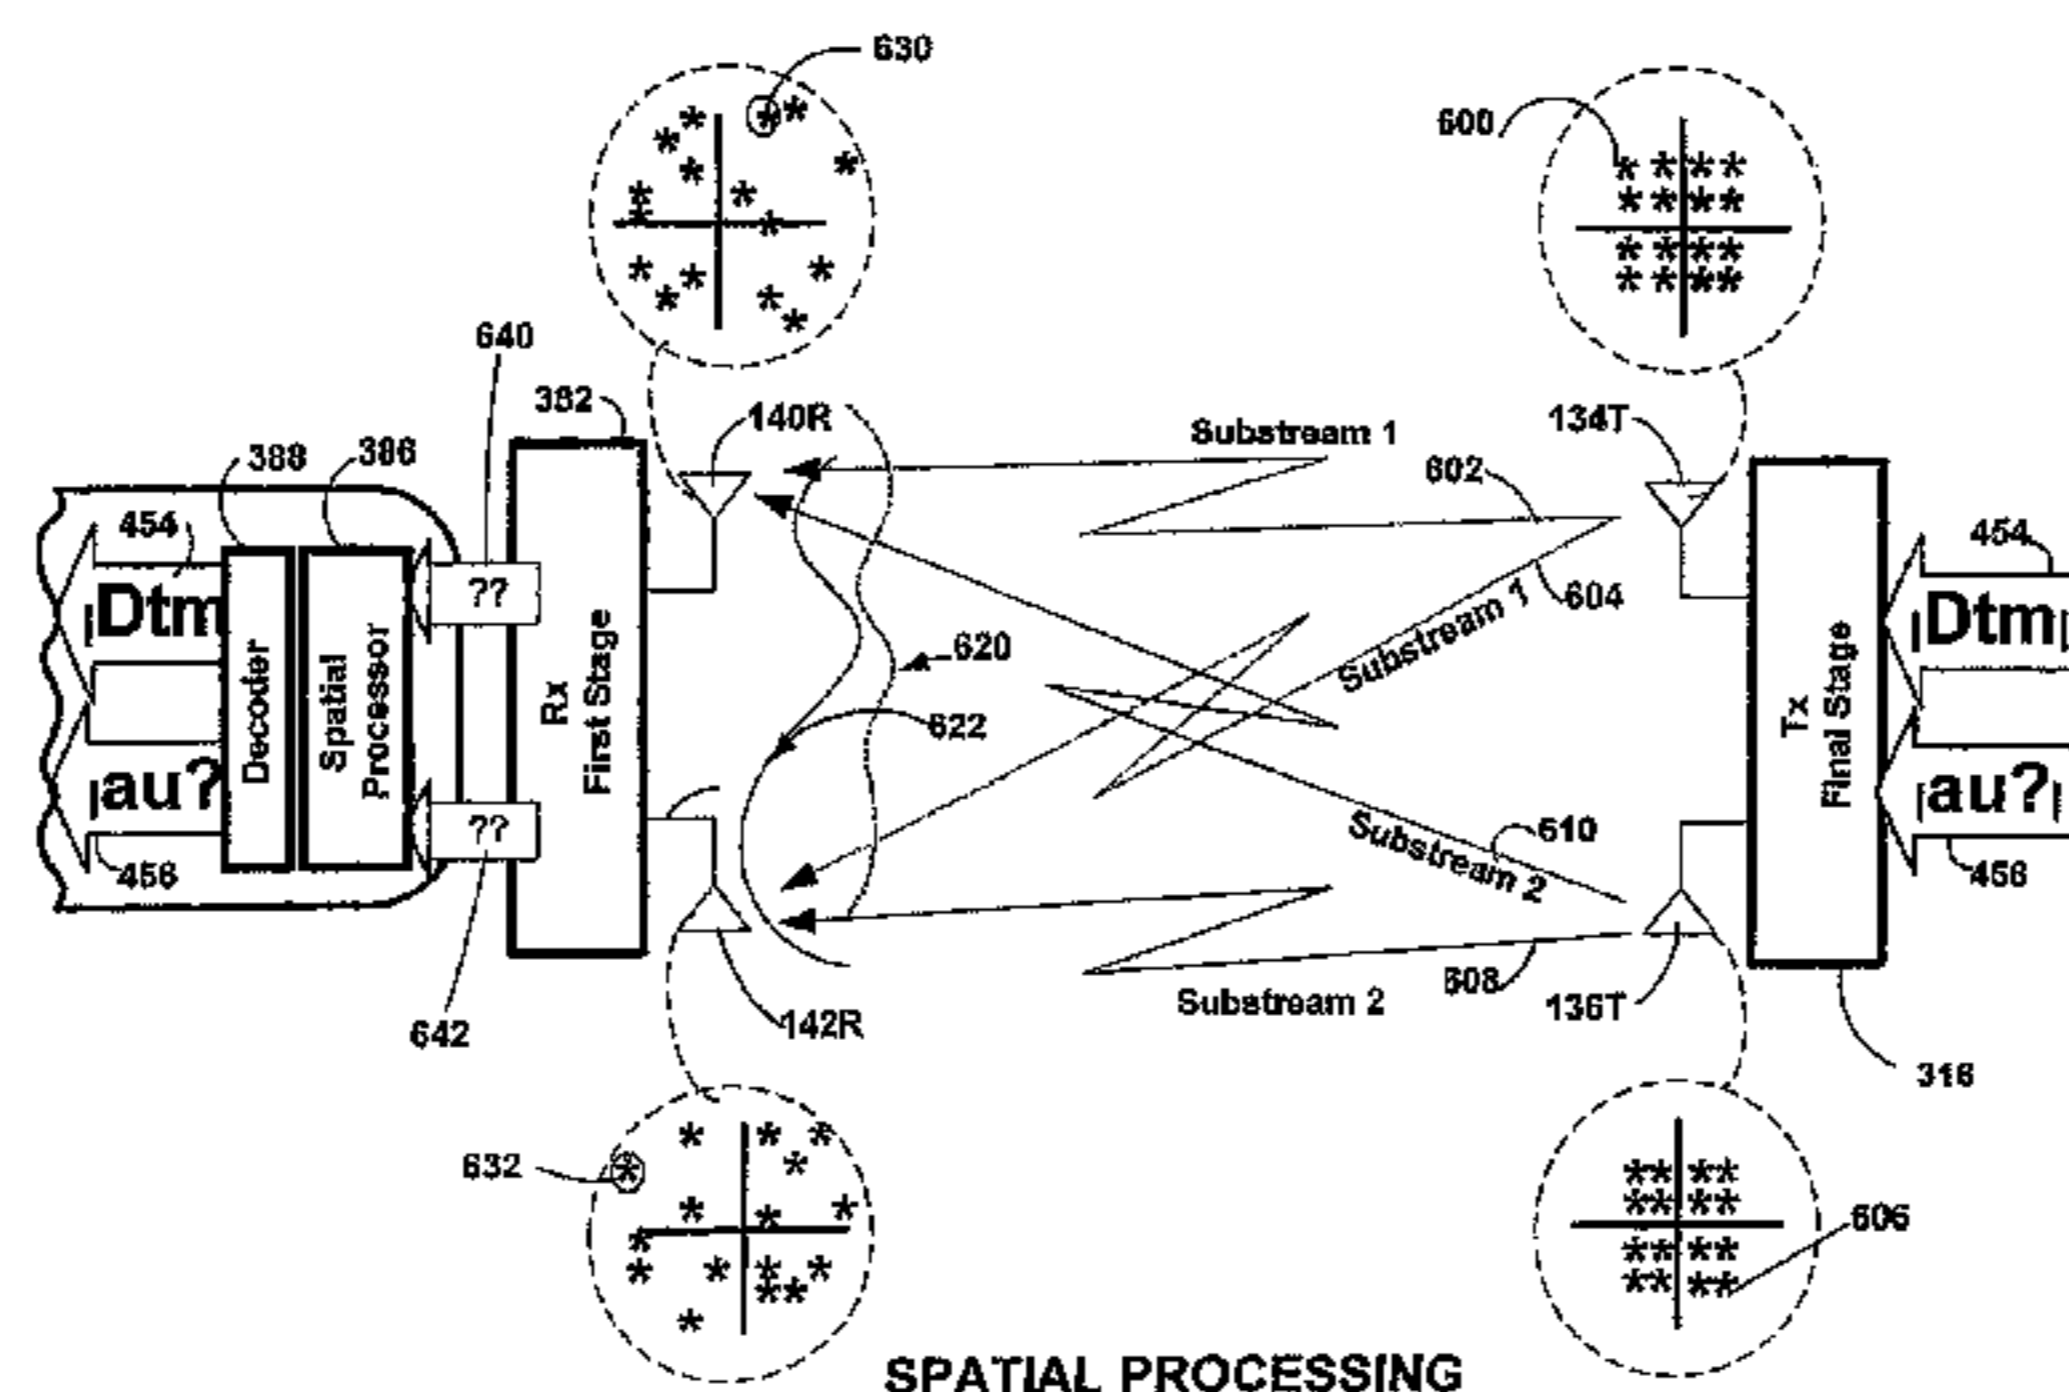 630
600
640
382
140R
Substream 1
134T
388
386
602
454
454
??
Dtm
Dtm
604
Substream 1
620
Decoder
Spatial
Processor
Rx
First Stage
Tx
Final Stage
622
au?
au?
??
610
Substream 2
456
456
608
136T
Substream 2
642
142R
316
632
606
SPATIAL PROCESSING